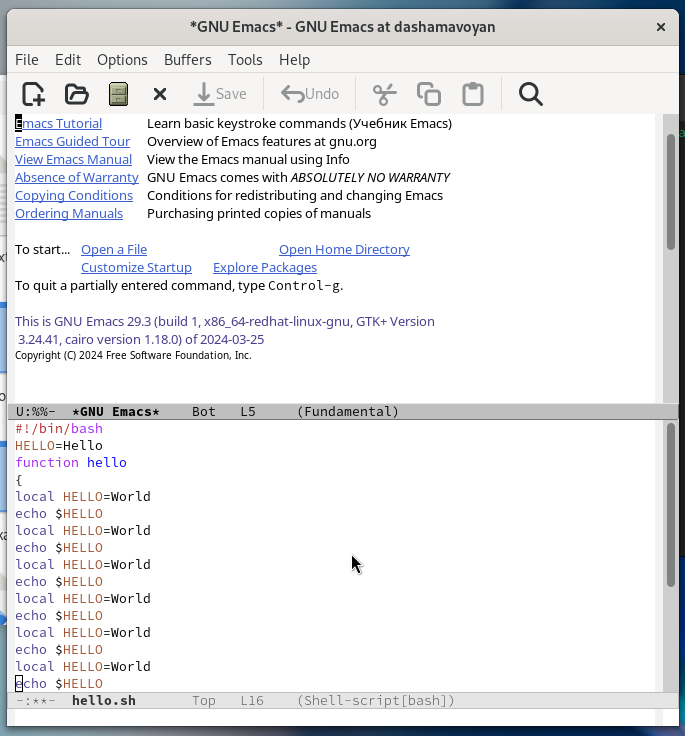 *GNU Emacs* - GNU Emacs at dashamavoyan
File Edit Options Buffers Tools Help
Save Undo
Emacs Tutorial Learn basic keystroke commands (Учебник Emacs)
Emacs Guided Tour Overview of Emacs features at gnu.org
View Emacs Manual View the Emacs manual using Info
Absence of Warranty GNU Emacs comes with ABSOLUTELY NO WARRANTY
Copying Conditions Conditions for redistributing and changing Emacs
Ordering Manuals Purchasing printed copies of manuals
To start... Open a File Open Home Directory
Customize Startup Explore Packages
To quit a partially entered command, type Control-g.
This is GNU Emacs 29.3 (build 1, x86_64-redhat-linux-gnu, GTK+ Version
3.24.41, cairo version 1.18.0) of 2024-03-25
Copyright (C) 2024 Free Software Foundation, Inc.
U:%%- *GNU Emacs* Bot L5 (Fundamental)
#!/bin/bash
HELLO=Hello
function hello
{
local HELLO=World
echo $HELLO
local HELLO=World
echo $HELLO
local HELLO=World
echo $HELLO
local HELLO=World
echo $HELLO
local HELLO=World
echo $HELLO
local HELLO=World
echo $HELLO
-:**- hello.sh Top L16 (Shell-script[bash])